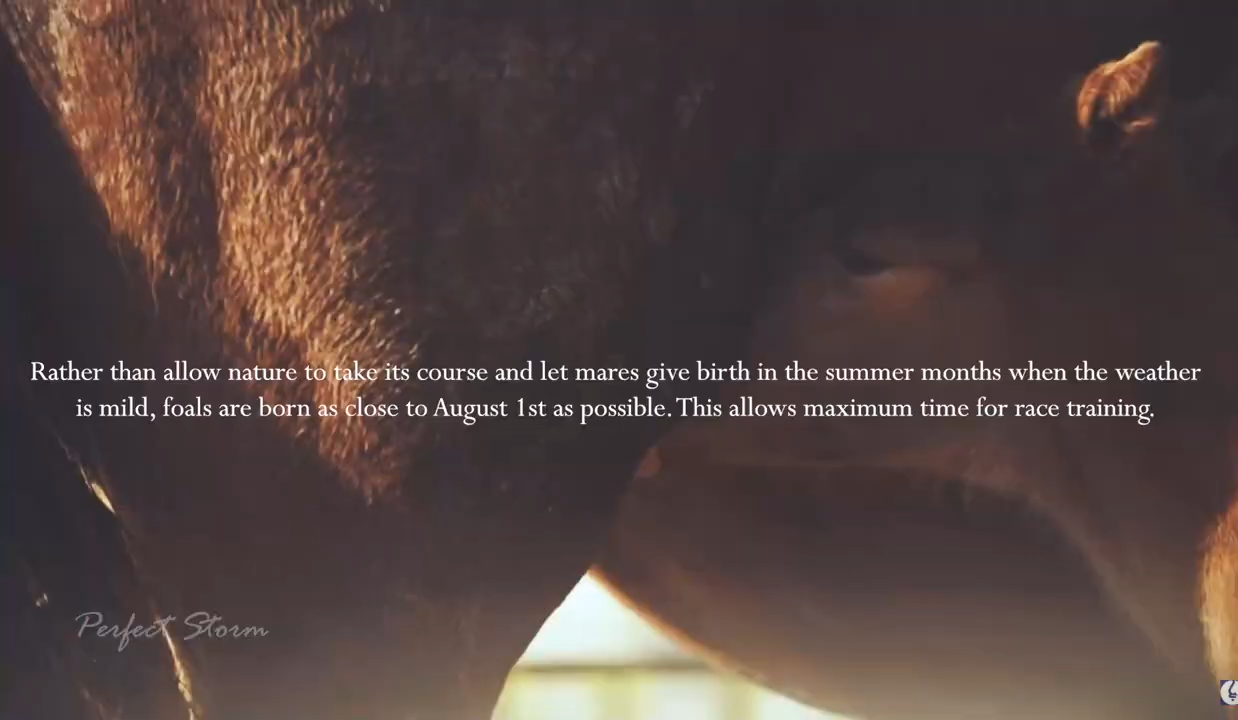 Rather than allow nature to take its course and let mares give birth in the summer months when the weather
is mild, foals are born as close to August 1st as possible. This allows maximum time for race training.
Perfect Storm